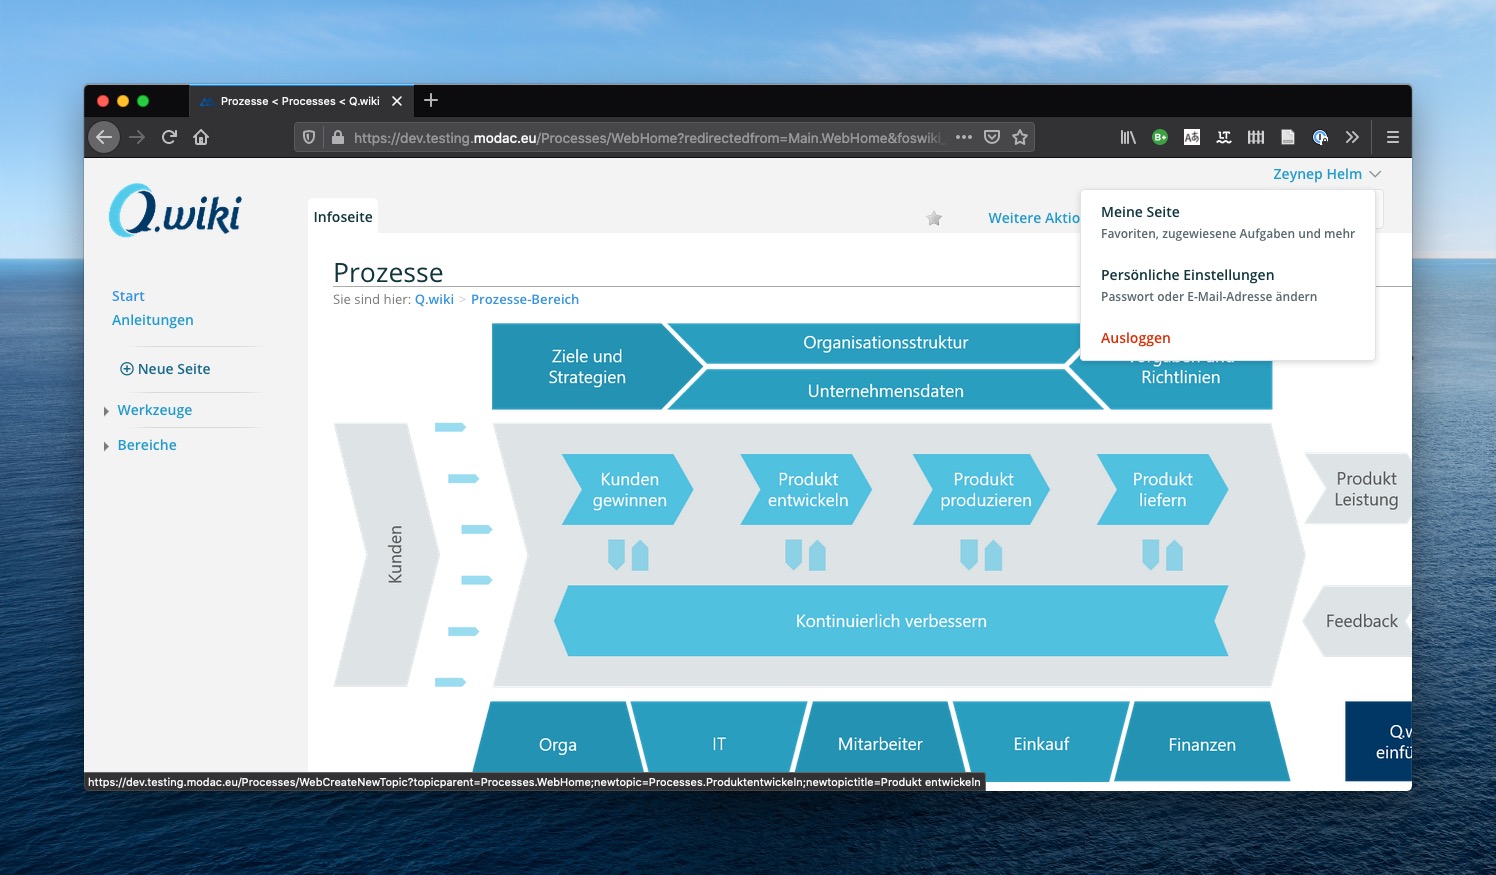 Prozesse < Processes < Q.wiki
https://dev.testing.modac.eu/Processes/WebHome?redirectedfrom=Main.WebHome&foswiki_
Zeynep Helm
Q.wiki
Infoseite
Weitere Aktio
Meine Seite
Favoriten, zugewiesene Aufgaben und mehr
Persönliche Einstellungen
Passwort oder E-Mail-Adresse ändern
Ausloggen
Start
Anleitungen
Neue Seite
Werkzeuge
Bereiche
Prozesse
Sie sind hier: Q.wiki > Prozesse-Bereich
Ziele und
Strategien
Organisationsstruktur
Unternehmensdaten
Richtlinien
Kunden
Kunden
gewinnen
Produkt
entwickeln
Produkt
produzieren
Produkt
liefern
Produkt
Leistung
Kontinuierlich verbessern
Feedback
Orga
IT
Mitarbeiter
Einkauf
Finanzen
Q.w
einfü
https://dev.testing.modac.eu/Processes/WebCreateNewTopic?topicparent=Processes.WebHome;newtopic=Processes.Produktentwickeln;newtopictitle=Produkt entwickeln